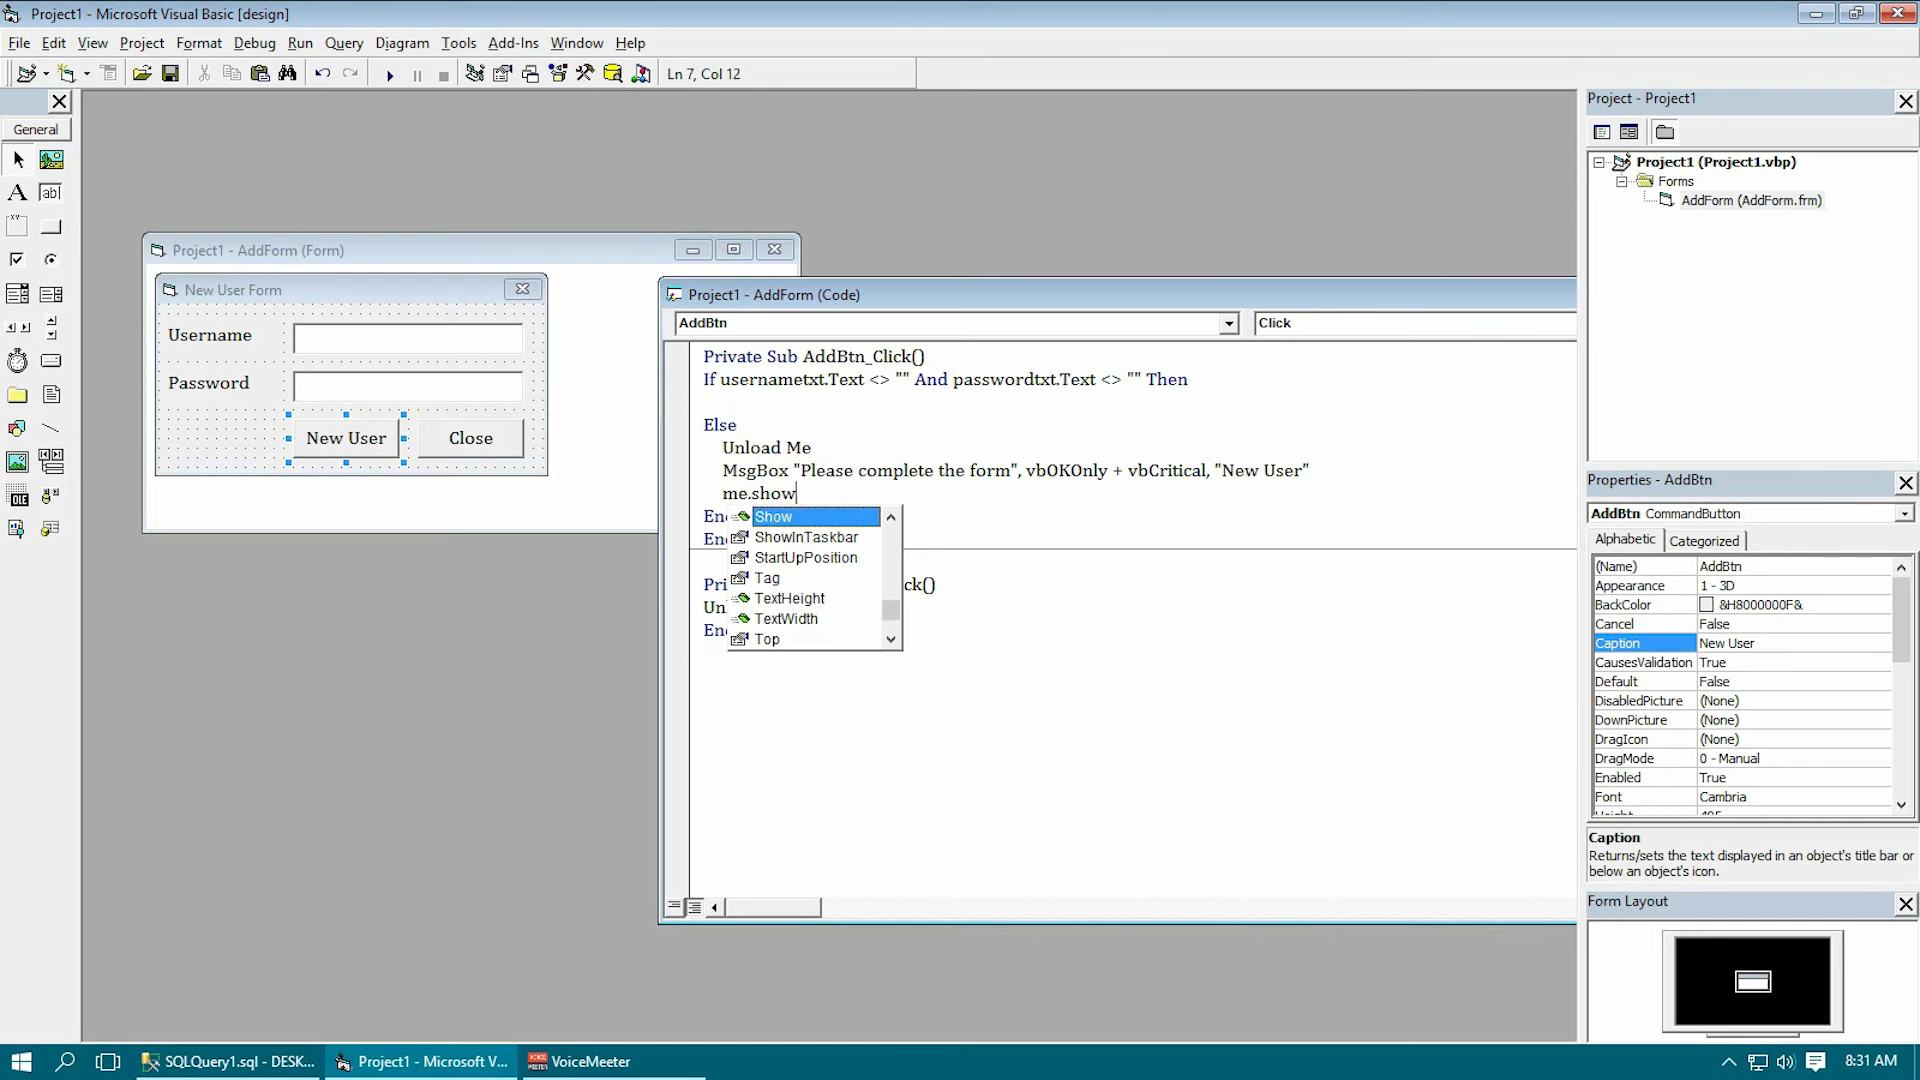 Project1 - Microsoft Visual Basic [design]
File Edit View Project Format Debug Run Query Diagram Tools Add-Ins Window Help
Ln 7, Col 12
General
A
ab|
XY
OLE
Project1 - AddForm (Form)
New User Form
Username
Password
New User
Close
Project1 - AddForm (Code)
AddBtn
Click
Private Sub AddBtn_Click()
If usernametxt.Text <> "" And passwordtxt.Text <> "" Then
Else
Unload Me
MsgBox "Please complete the form", vbOKOnly + vbCritical, "New User"
me.show
Show
ShowInTaskbar
StartUpPosition
Tag
TextHeight
TextWidth
Top
Project - Project1
Project1 (Project1.vbp)
Forms
AddForm (AddForm.frm)
Properties - AddBtn
AddBtn CommandButton
Alphabetic Categorized
(Name) AddBtn
Appearance 1 - 3D
BackColor &H8000000F&
Cancel False
Caption New User
CausesValidation True
Default False
DisabledPicture (None)
DownPicture (None)
DragIcon (None)
DragMode 0 - Manual
Enabled True
Font Cambria
Caption
Returns/sets the text displayed in an object's title bar or
below an object's icon.
Form Layout
SQLQuery1.sql - DESK...
Project1 - Microsoft V...
VoiceMeeter
8:31 AM